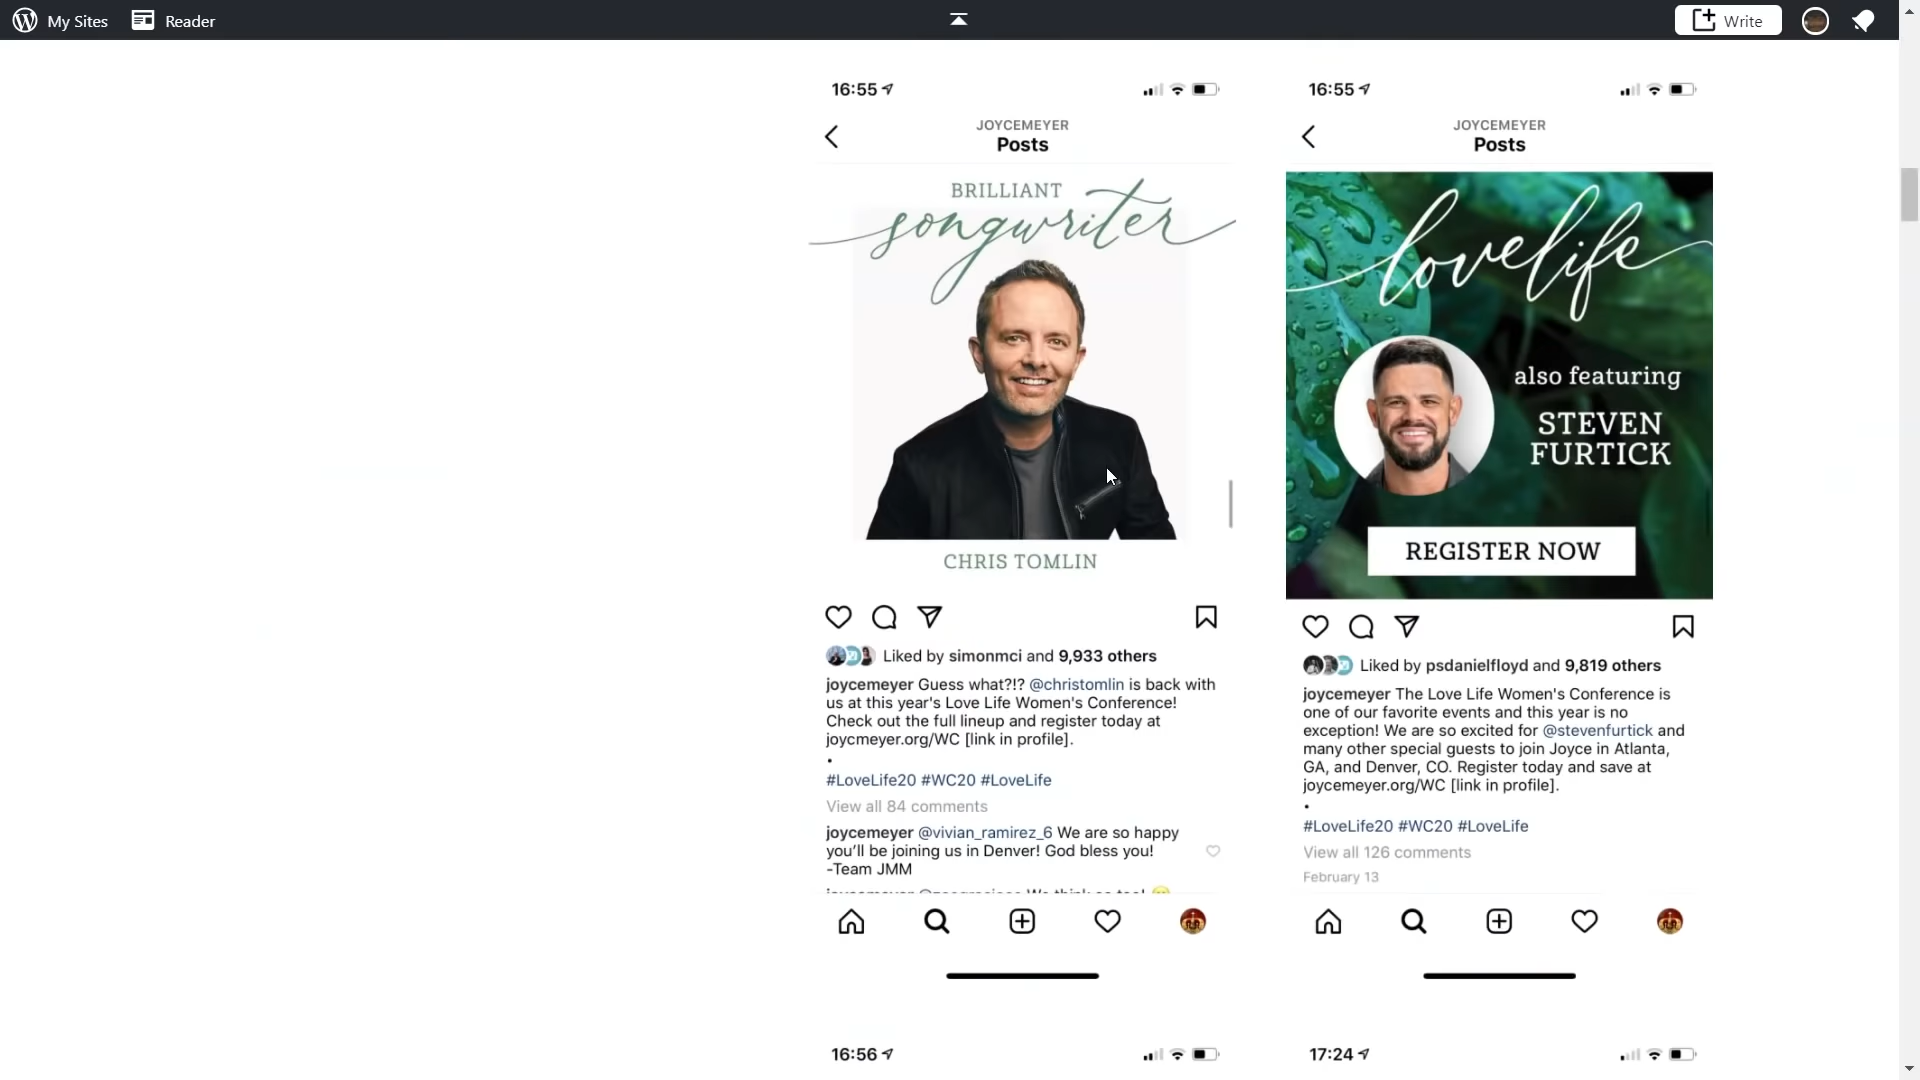 My Sites
Reader
Write
16:55
JOYCEMEYER
Posts
BRILLIANT
songwriter
CHRIS TOMLIN
Liked by simonmci and 9,933 others
joycemeyer Guess what?!? @christomlin is back with
us at this year's Love Life Women's Conference!
Check out the full lineup and register today at
joycmeyer.org/WC [link in profile].
•
#LoveLife20 #WC20 #LoveLife
View all 84 comments
joycemeyer @vivian_ramirez_6 We are so happy
you’ll be joining us in Denver! God bless you!
-Team JMM
16:55
JOYCEMEYER
Posts
lovelife
also featuring
STEVEN
FURTICK
REGISTER NOW
Liked by psdanielfloyd and 9,819 others
joycemeyer The Love Life Women's Conference is
one of our favorite events and this year is no
exception! We are so excited for @stevenfurtick and
many other special guests to join Joyce in Atlanta,
GA, and Denver, CO. Register today and save at
joycemeyer.org/WC [link in profile].
•
#LoveLife20 #WC20 #LoveLife
View all 126 comments
February 13
16:56
17:24